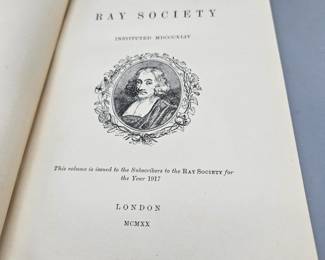 RAY SOCIETY
INSTITUTED MDCCCXLIV
This volume is issued to the Subscribers to the RAY SOCIETY for
the Year 1917
LONDON
MCMXX